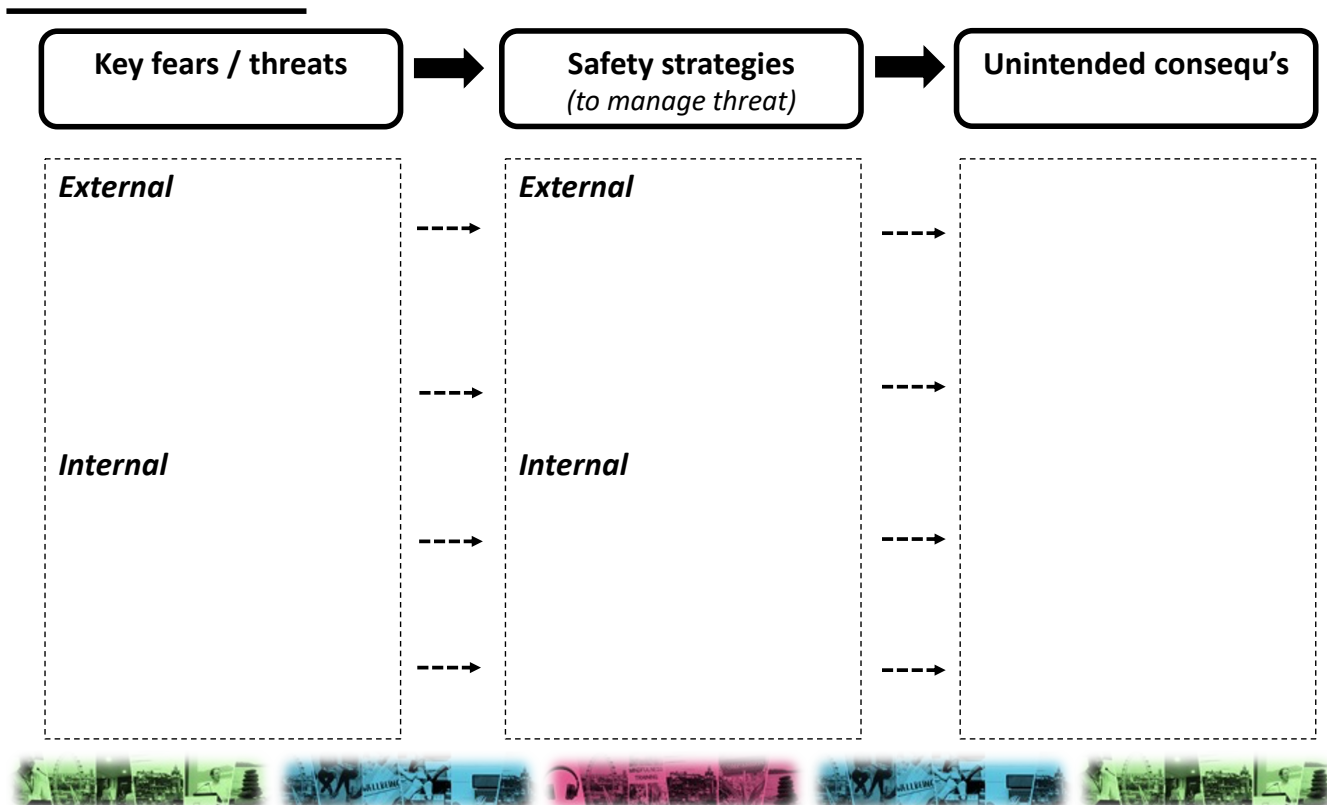 Key fears / threats
Safety strategies
(to manage threat)
Unintended consequ's
External
External
Internal
Internal